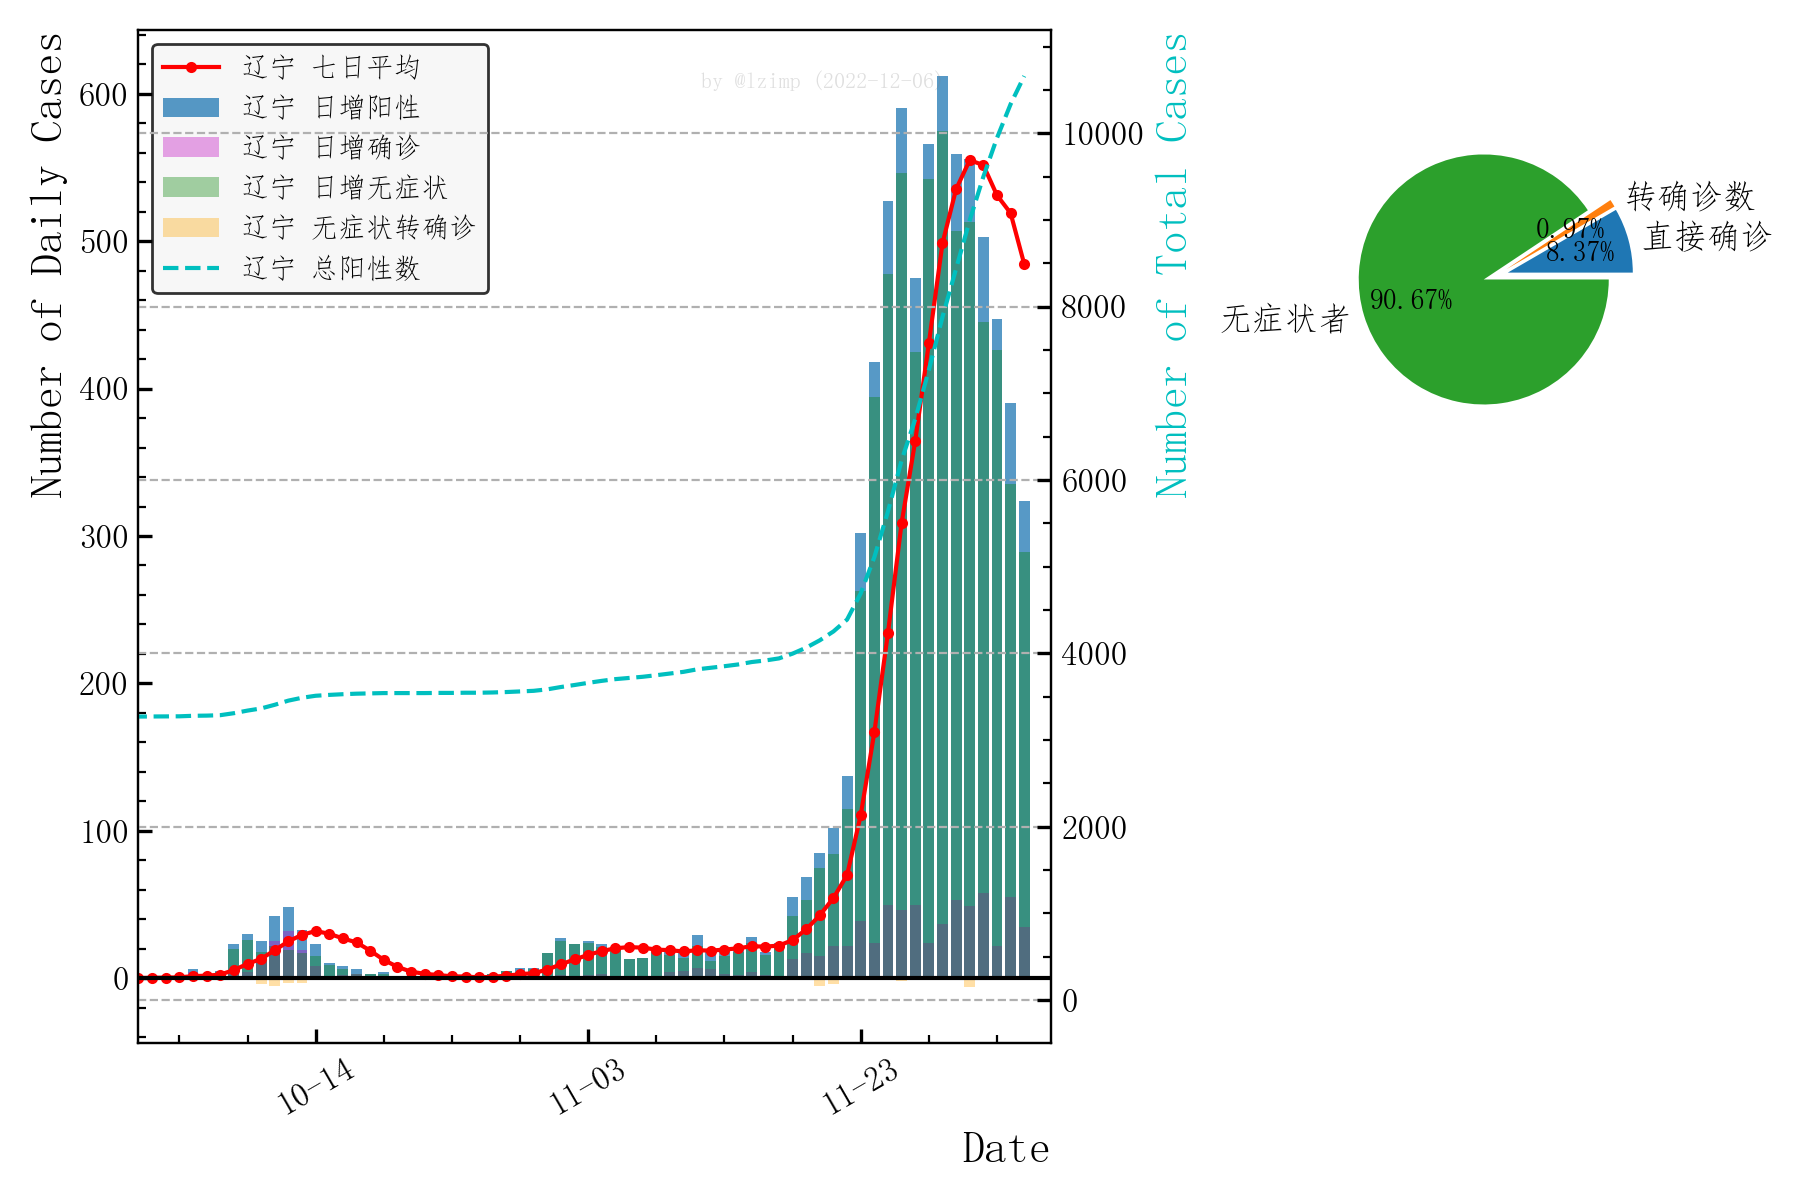 Number of Daily Cases
600
500
400
300
200
100
0
辽宁 七日平均
辽宁 日增阳性
辽宁 日增确诊
辽宁 日增无症状
辽宁 无症状转确诊
辽宁 总阳性数
by @lzimp (2022-12-06)
10000
8000
6000
4000
2000
0
Number of Total Cases
10-14
11-03
11-23
Date
转确诊数
0.97%
直接确诊
8.37%
90.67%
无症状者